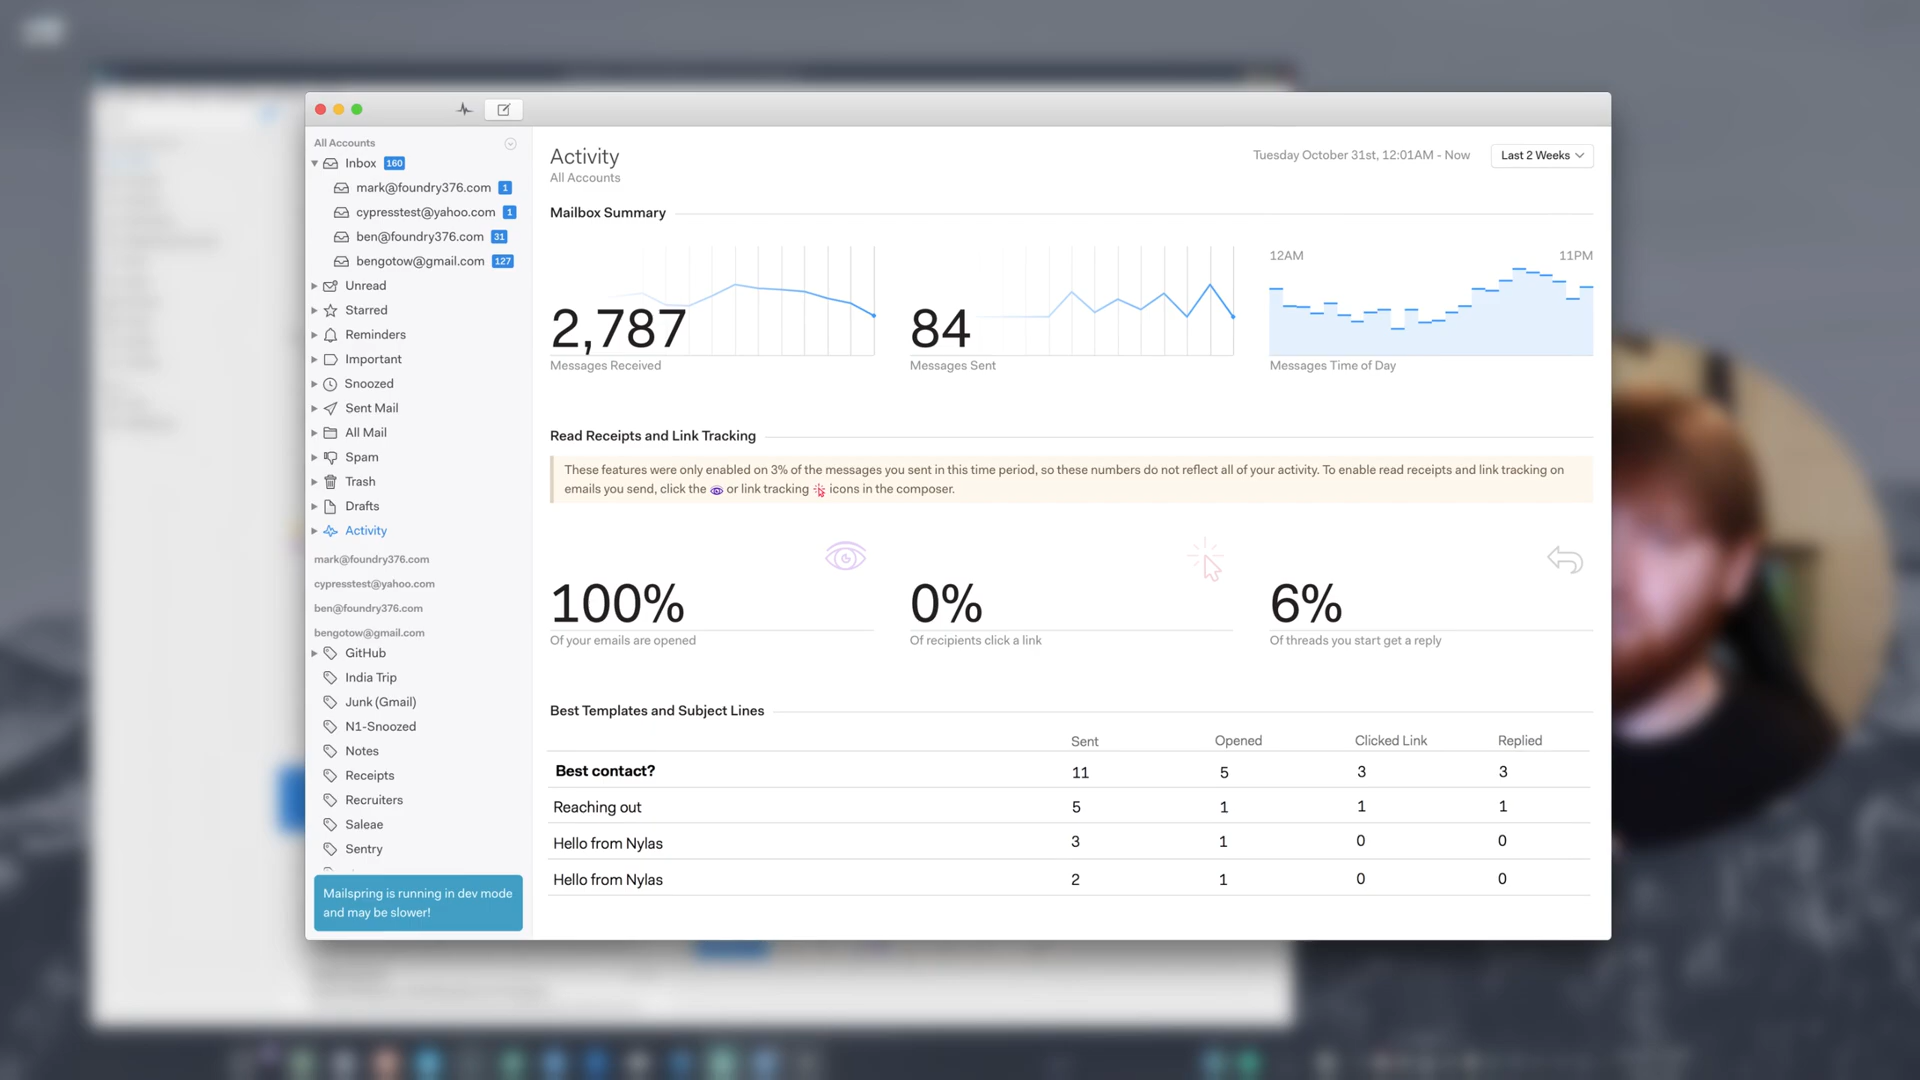 All Accounts
Inbox 160
mark@foundry376.com 1
cypresstest@yahoo.com 1
ben@foundry376.com 31
bengotow@gmail.com 127
Unread
Starred
Reminders
Important
Snoozed
Sent Mail
All Mail
Spam
Trash
Drafts
Activity
mark@foundry376.com
cypresstest@yahoo.com
ben@foundry376.com
bengotow@gmail.com
GitHub
India Trip
Junk (Gmail)
N1-Snoozed
Notes
Receipts
Recruiters
Saleae
Sentry
Mailspring is running in dev mode
and may be slower!
Activity
All Accounts
Tuesday October 31st, 12:01AM - Now
Last 2 Weeks
Mailbox Summary
2,787
Messages Received
84
Messages Sent
12AM 11PM
Messages Time of Day
Read Receipts and Link Tracking
These features were only enabled on 3% of the messages you sent in this time period, so these numbers do not reflect all of your activity. To enable read receipts and link tracking on
emails you send, click the or link tracking icons in the composer.
100%
Of your emails are opened
0%
Of recipients click a link
6%
Of threads you start get a reply
Best Templates and Subject Lines
Sent Opened Clicked Link Replied
Best contact? 11 5 3 3
Reaching out 5 1 1 1
Hello from Nylas 3 1 0 0
Hello from Nylas 2 1 0 0